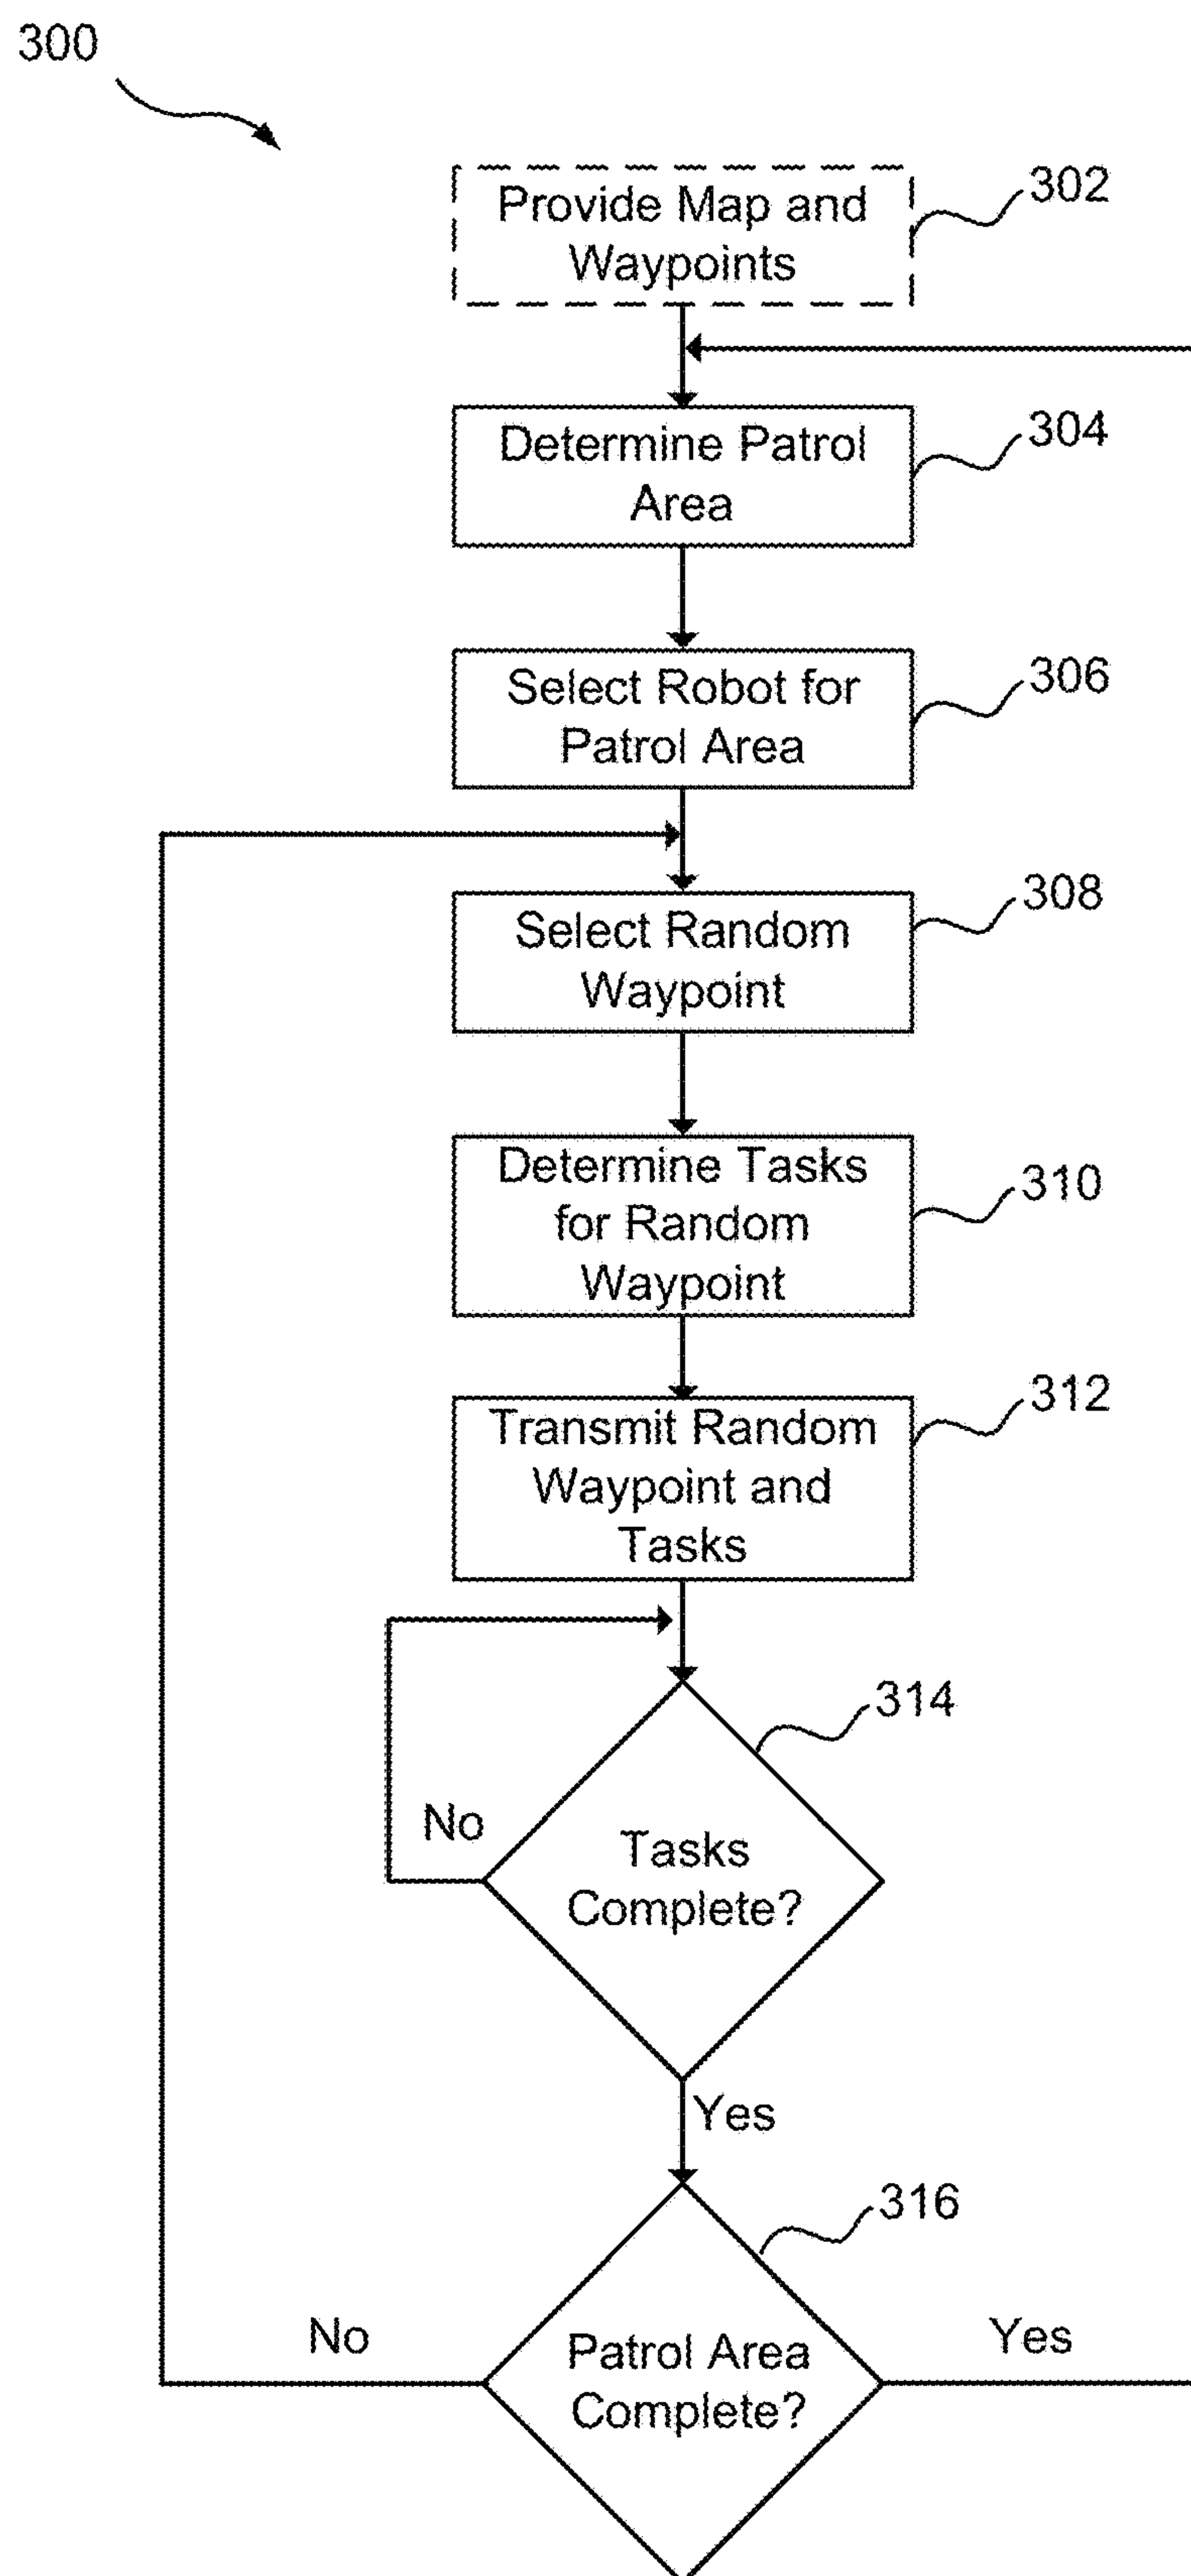 300
Provide Map and
Waypoints
302
Determine Patrol
Area
304
Select Robot for
Patrol Area
306
Select Random
Waypoint
308
Determine Tasks
for Random
Waypoint
310
Transmit Random
Waypoint and
Tasks
312
314
No
Tasks
Complete?
Yes
316
No
Patrol Area
Complete?
Yes